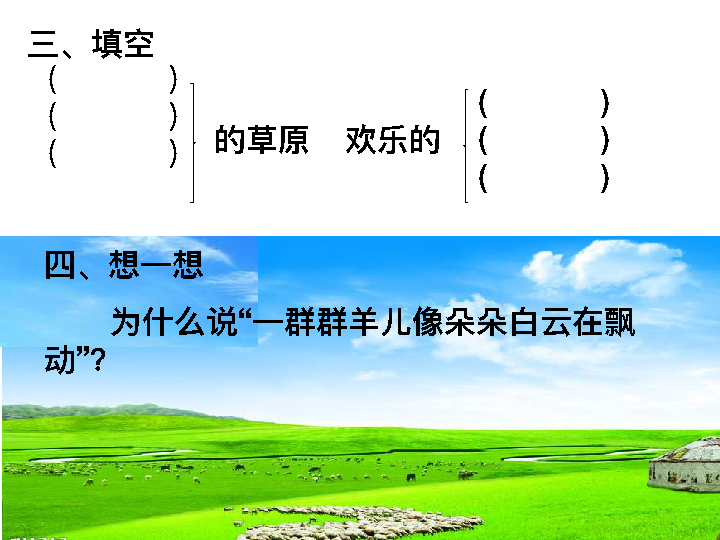 三、填空
(　　　)
(　　　)
(　　　)
的草原　欢乐的
(　　　)
(　　　)
(　　　)
四、想一想
为什么说“一群群羊儿像朵朵白云在飘
动”？